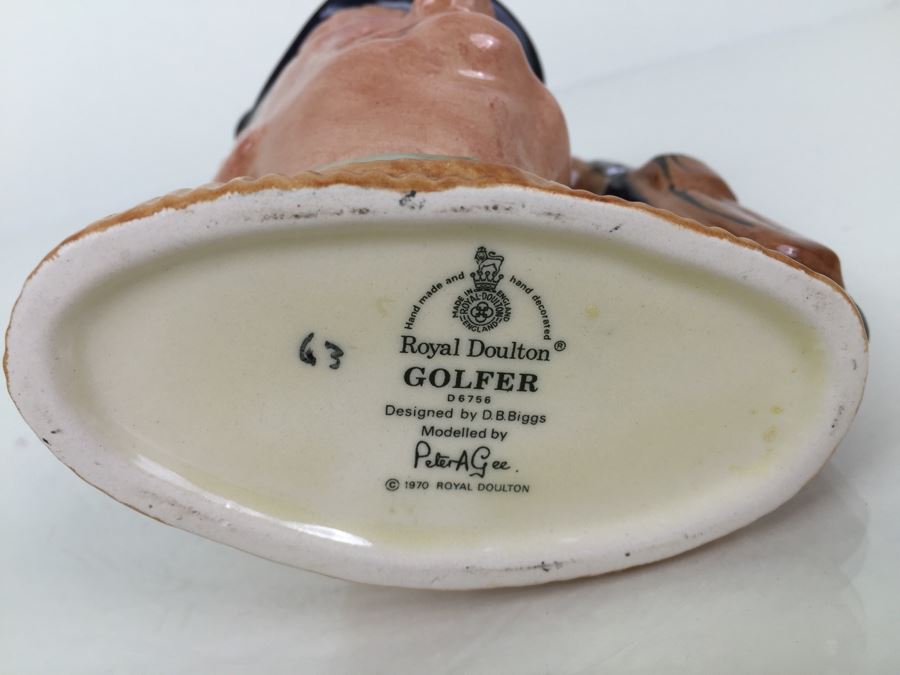 Hand made and hand decorated
MADE IN ENGLAND
ROYAL DOULTON
ENGLAND
Royal Doulton ®
GOLFER
D 6756
Designed by D.B.Biggs
Modelled by
Peter A Gee.
© 1970 ROYAL DOULTON
63